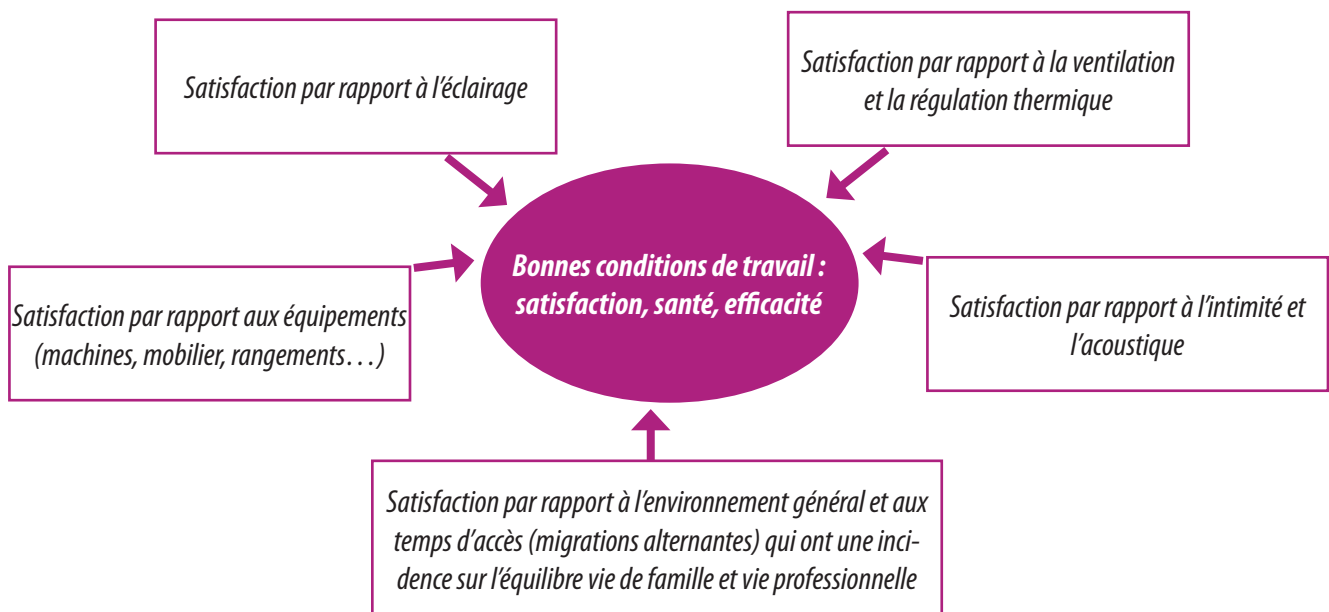 Satisfaction par rapport à l’éclairage
Satisfaction par rapport à la ventilation
et la régulation thermique
Bonnes conditions de travail :
satisfaction, santé, efficacité
Satisfaction par rapport aux équipements
(machines, mobilier, rangements…)
Satisfaction par rapport à l’intimité et
l’acoustique
Satisfaction par rapport à l’environnement général et aux
temps d’accès (migrations alternantes) qui ont une inci-
dence sur l’équilibre vie de famille et vie professionnelle